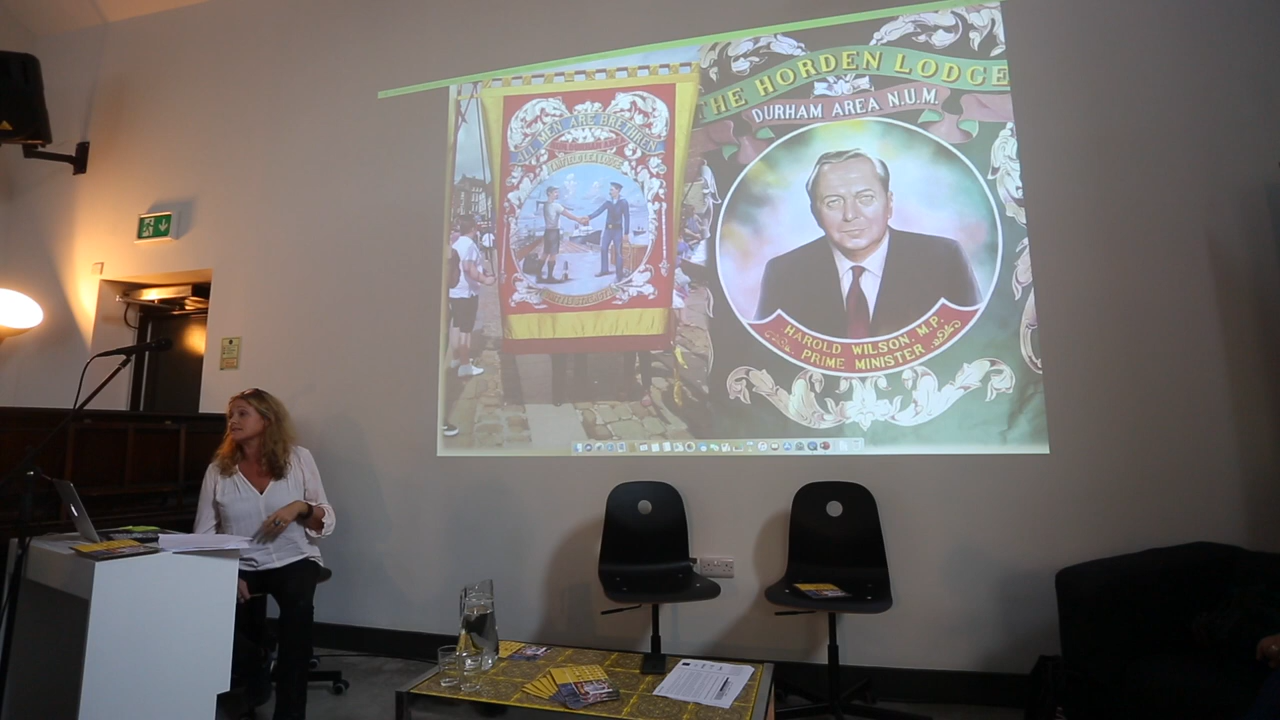 THE HORDEN LODGE
DURHAM AREA N.U.M.
ALL MEN ARE BRETHREN
HAROLD WILSON. M.P.
PRIME MINISTER